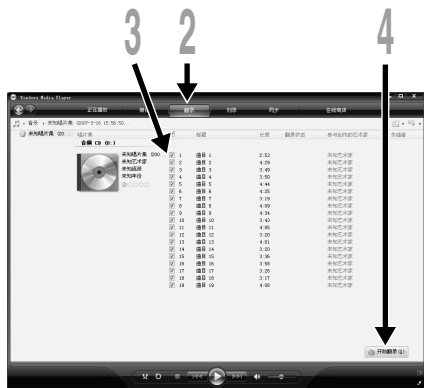 3 2 4
Windows Media Player
正在播放 翻录 刻录 同步 在线商店
音乐 ▸ 未知唱片集 (2007-3-16 15:56:50.
未知唱片集 (20... 唱片集 标题 长度 翻录状态 参与创作的艺术家 作曲者
音频 CD (D:)
未知唱片集 (200... 1 曲目 1 2:53 未知艺术家
未知艺术家 2 曲目 2 4:29 未知艺术家
未知流派 3 曲目 3 3:49 未知艺术家
未知年份 4 曲目 4 3:50 未知艺术家
5 曲目 5 4:44 未知艺术家
6 曲目 6 4:25 未知艺术家
7 曲目 7 3:19 未知艺术家
8 曲目 8 4:09 未知艺术家
9 曲目 9 4:34 未知艺术家
10 曲目 10 3:43 未知艺术家
11 曲目 11 4:05 未知艺术家
12 曲目 12 3:20 未知艺术家
13 曲目 13 4:01 未知艺术家
14 曲目 14 3:20 未知艺术家
15 曲目 15 3:36 未知艺术家
16 曲目 16 3:58 未知艺术家
17 曲目 17 3:26 未知艺术家
18 曲目 18 3:17 未知艺术家
19 曲目 19 4:08 未知艺术家
开始翻录(S)